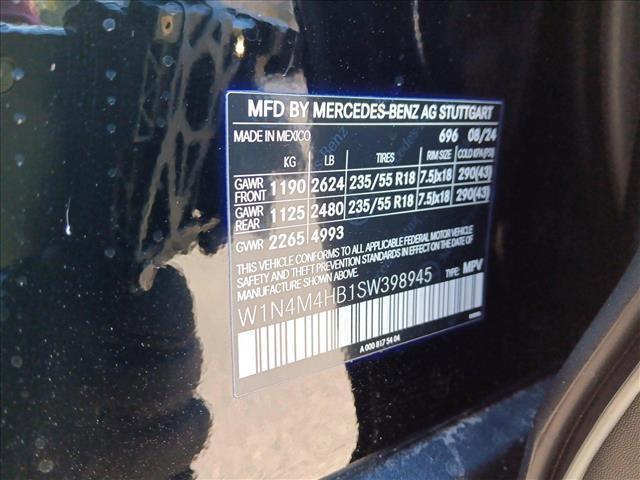 MFD BY MERCEDES-BENZ AG STUTTGART
MADE IN MEXICO 696 08/24
KG LB TIRES RIM SIZE COLD KPA(PSI)
GAWR FRONT 1190 2624 235/55 R18 7.5Jx18 290(43)
GAWR REAR 1125 2480 235/55 R18 7.5Jx18 290(43)
GVWR 2265 4993
THIS VEHICLE CONFORMS TO ALL APPLICABLE FEDERAL MOTOR VEHICLE
SAFETY AND THEFT PREVENTION STANDARDS IN EFFECT ON THE DATE OF
MANUFACTURE SHOWN ABOVE.
W1N4M4HB1SW398945 TYPE: MPV
A 000 817 54 04